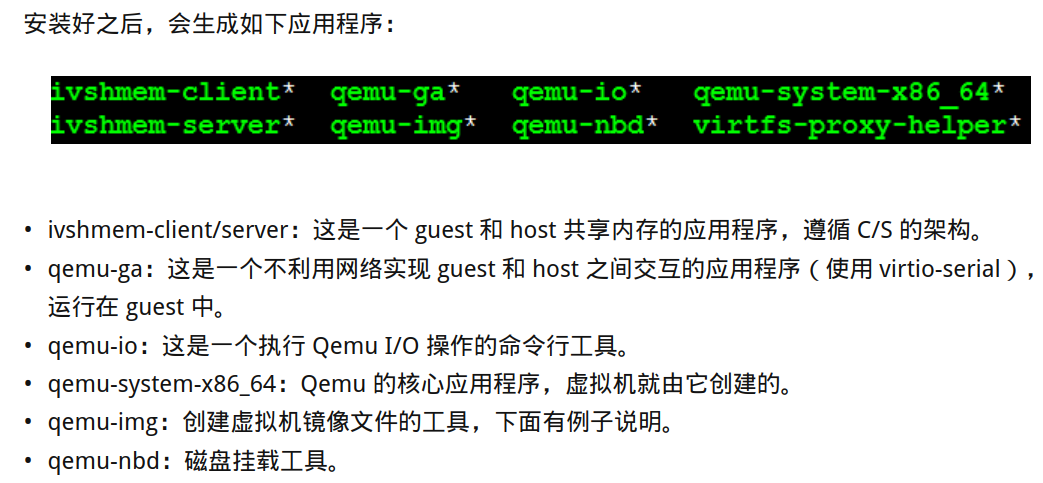 安装好之后，会生成如下应用程序：
ivshmem-client* qemu-ga* qemu-io* qemu-system-x86_64*
ivshmem-server* qemu-img* qemu-nbd* virtfs-proxy-helper*
• ivshmem-client/server：这是一个 guest 和 host 共享内存的应用程序，遵循 C/S 的架构。
• qemu-ga：这是一个不利用网络实现 guest 和 host 之间交互的应用程序（使用 virtio-serial），
运行在 guest 中。
• qemu-io：这是一个执行 Qemu I/O 操作的命令行工具。
• qemu-system-x86_64：Qemu 的核心应用程序，虚拟机就由它创建的。
• qemu-img：创建虚拟机镜像文件的工具，下面有例子说明。
• qemu-nbd：磁盘挂载工具。